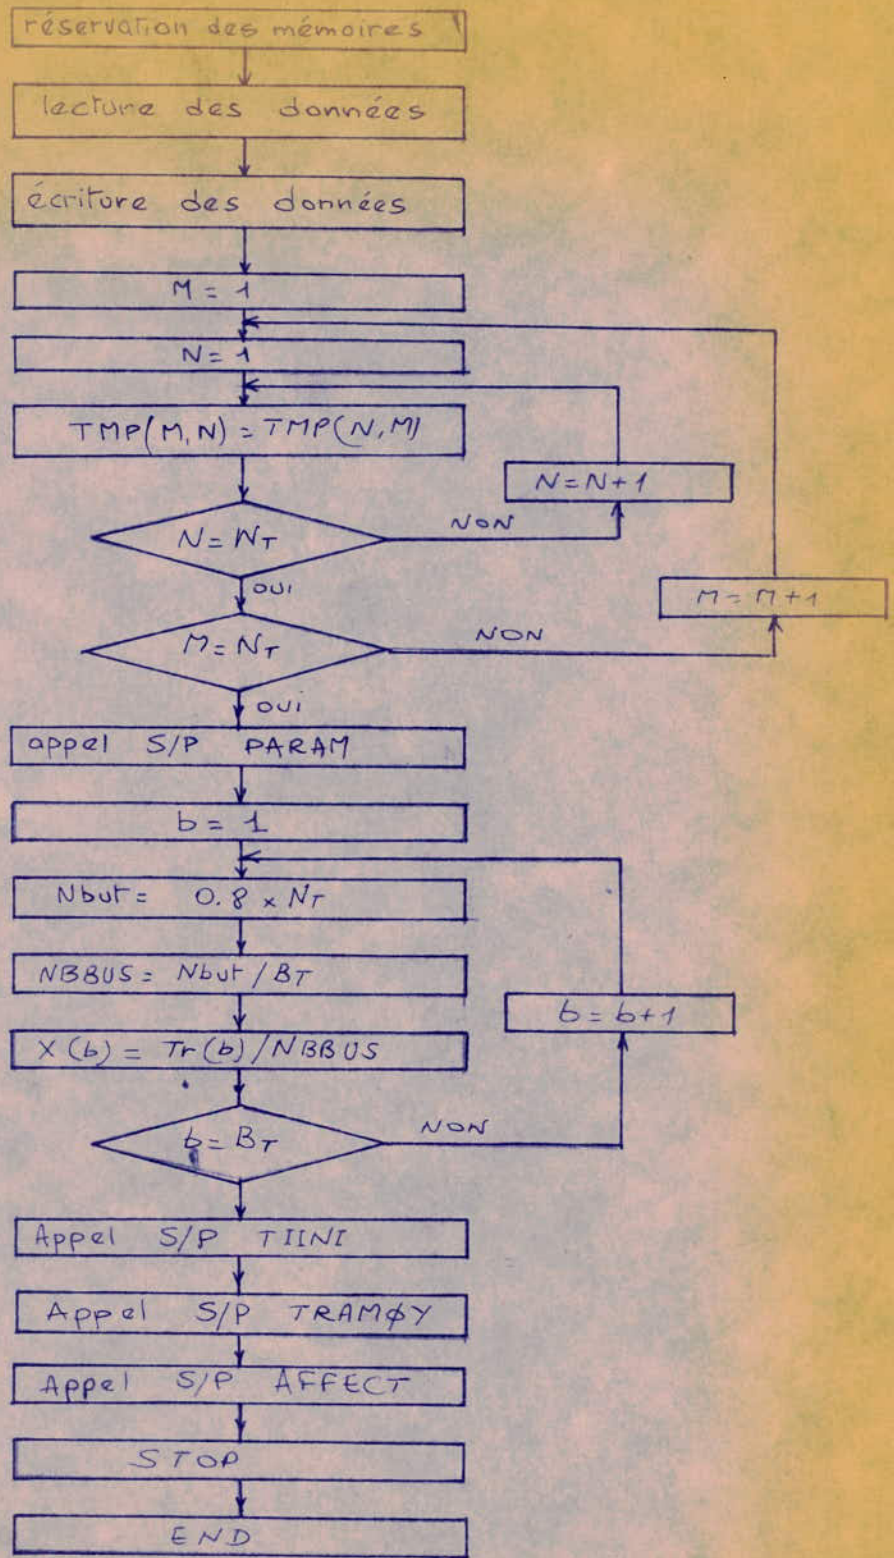 réservation des mémoires
lecture des données
écriture des données
M = 1
N = 1
TMP(M,N) = TMP(N,M)
N = N + 1
N = NT
NON
OUI
M = M + 1
M = NT
NON
OUI
appel S/P PARAM
b = 1
Nbut = 0.8 × NT
NBBUS = Nbut / BT
b = b + 1
X(b) = Tr(b) / NBBUS
b = BT
NON
Appel S/P TIINI
Appel S/P TRAMØY
Appel S/P AFFECT
STOP
END